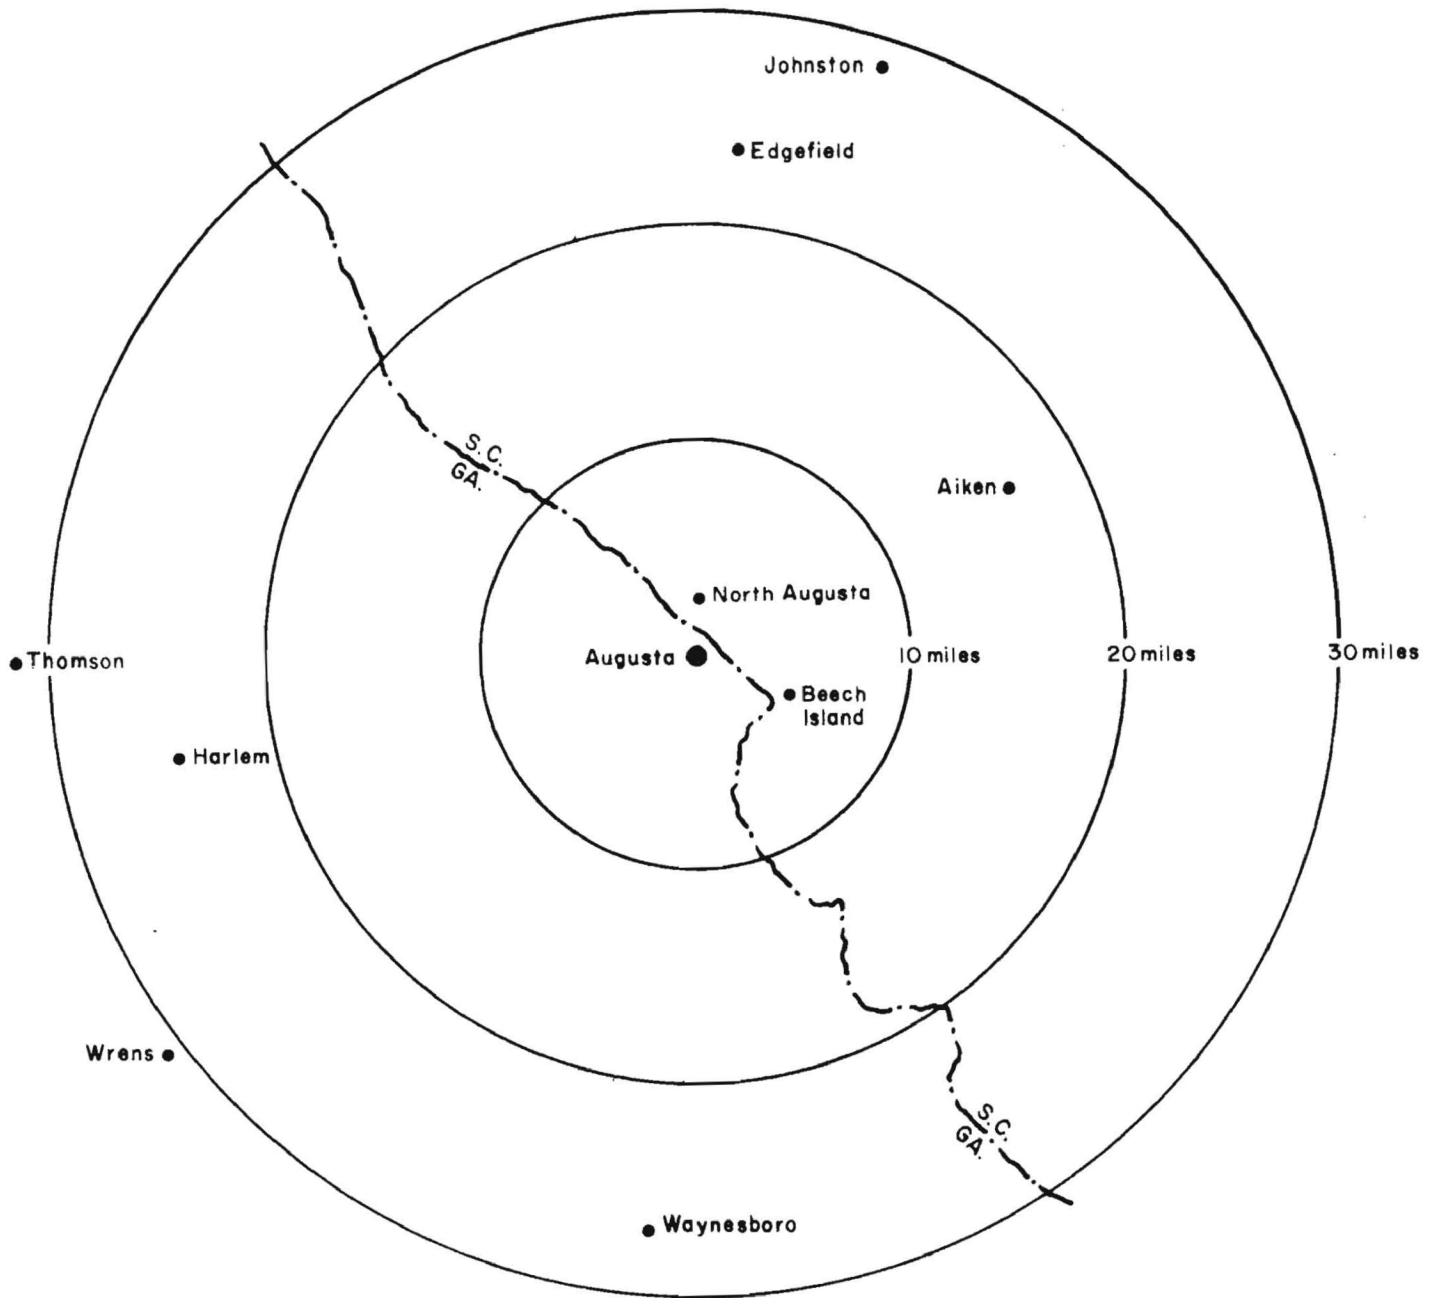 Johnston
Edgefield
S.C.
GA.
Aiken
North Augusta
Augusta
10 miles
20 miles
30 miles
Thomson
Beech
Island
Harlem
Wrens
S.C.
GA.
Waynesboro